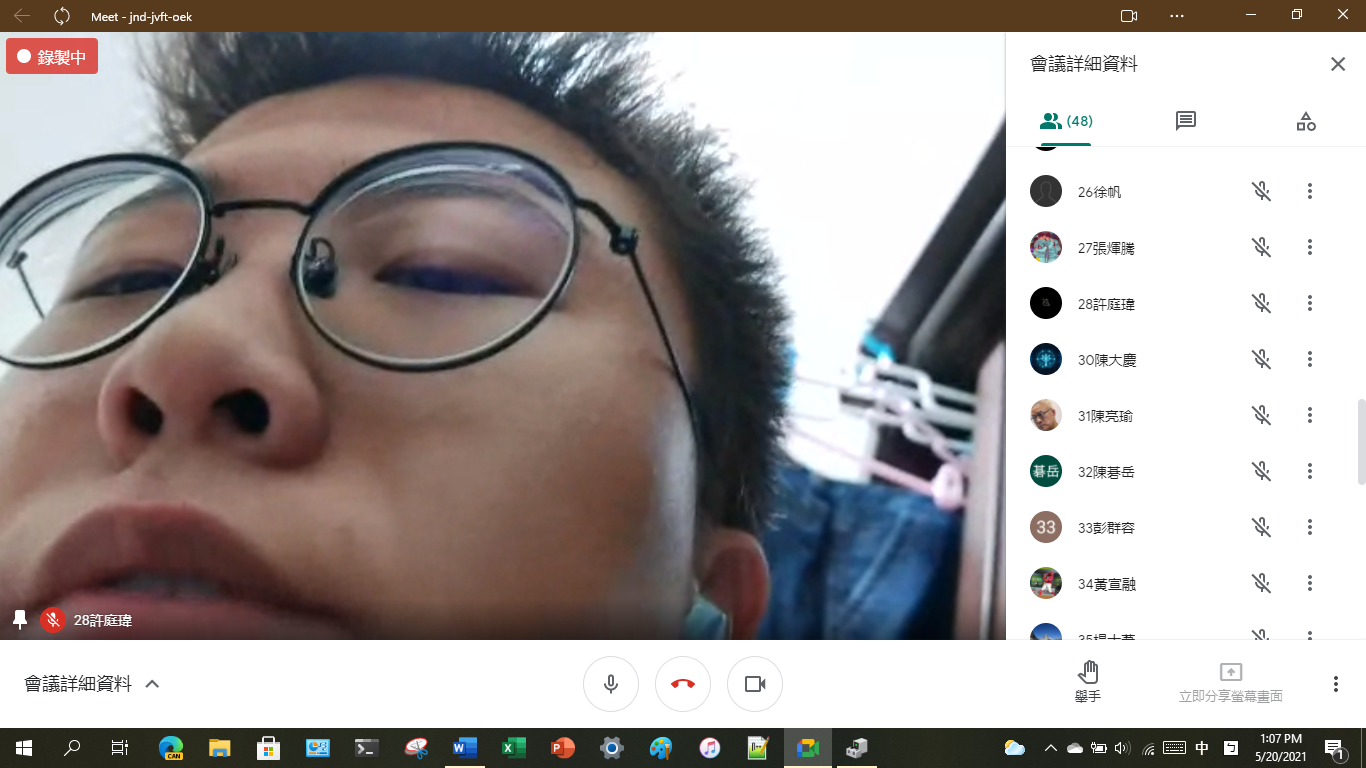 Meet - jnd-jvft-oek
錄製中
會議詳細資料
(48)
26徐帆
27張煇騰
28許庭瑋
30陳大慶
31陳亮瑜
碁岳
32陳碁岳
33
33彭群容
34黃宣融
28許庭瑋
會議詳細資料
舉手
立即分享螢幕畫面
CAN
中
1:07 PM
5/20/2021
1